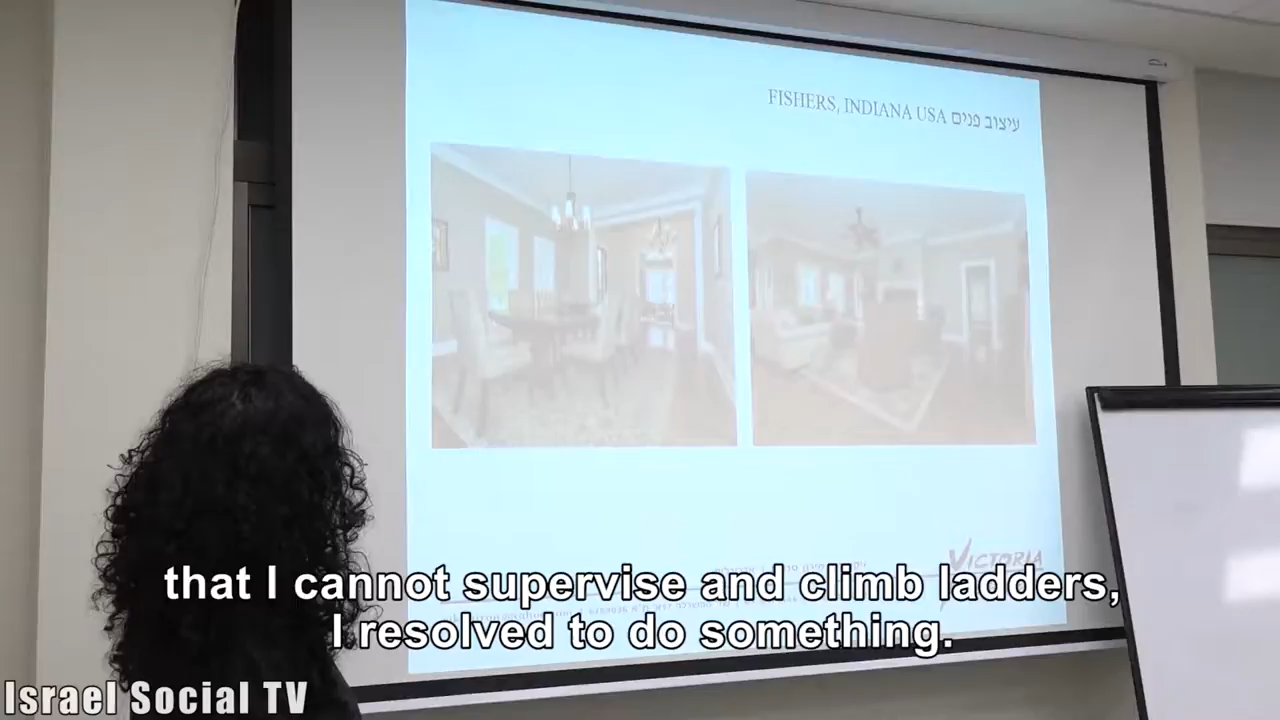 FISHERS, INDIANA USA עיצוב פנים
VICTORIA
that I cannot supervise and climb ladders,
I resolved to do something.
Israel Social TV